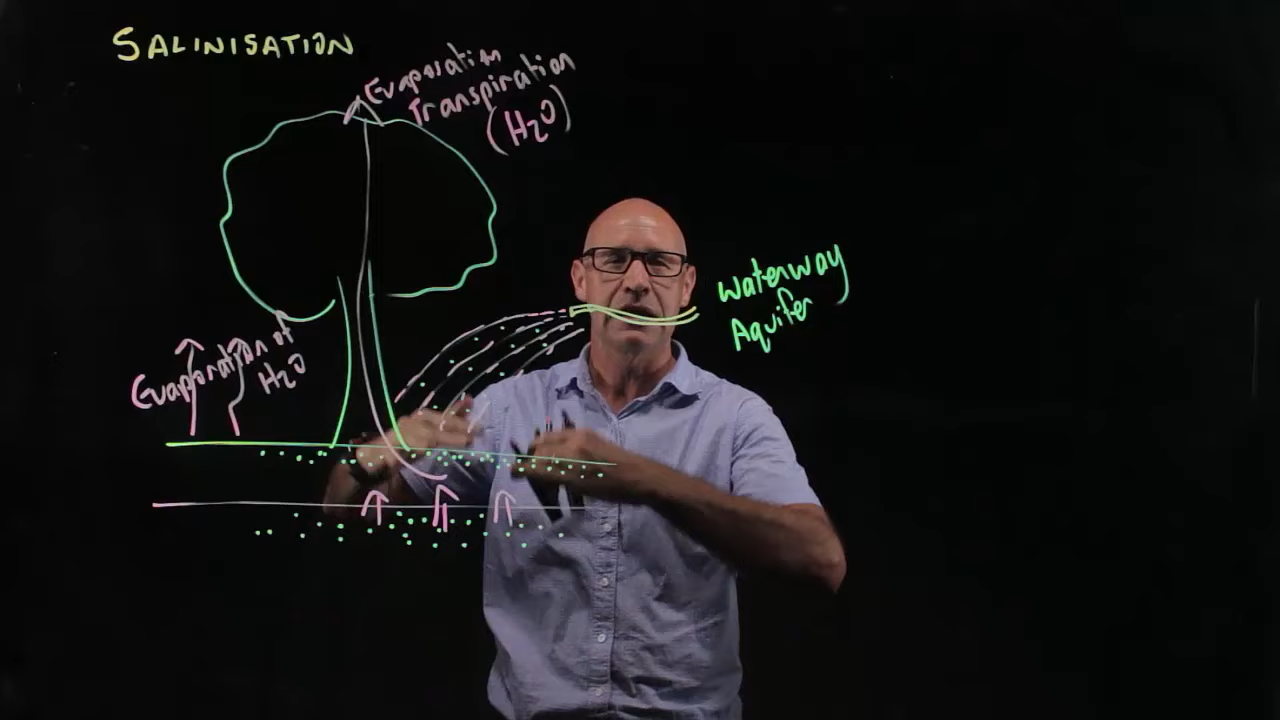 SALINISATION
Evaporation
Transpiration
(H2O)
Waterway
Aquifer
Evaporation of
H2O